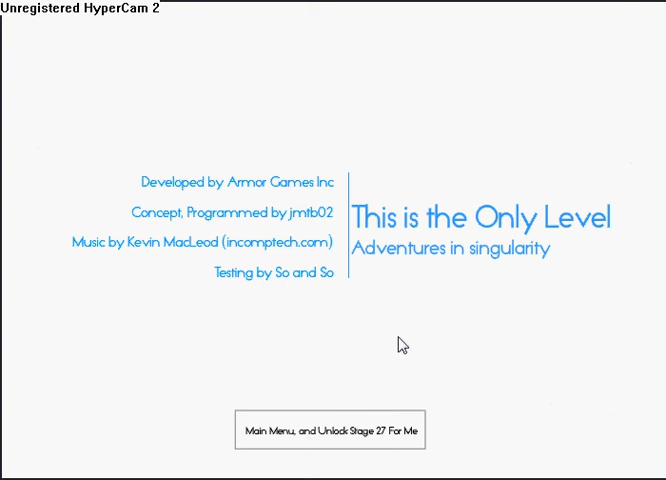 Unregistered HyperCam 2
Developed by Armor Games Inc
Concept, Programmed by jmtb02
Music by Kevin MacLeod (incomptech.com)
Testing by So and So
This is the Only Level
Adventures in singularity
Main Menu, and Unlock Stage 27 For Me